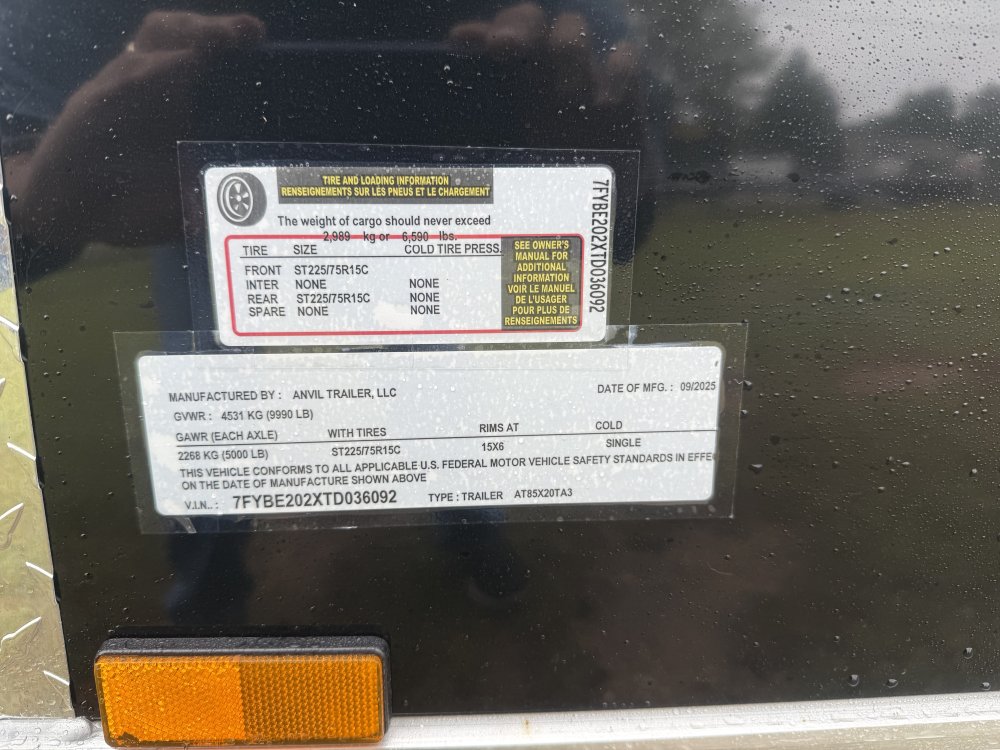 TIRE AND LOADING INFORMATION
RENSEIGNEMENTS SUR LES PNEUS ET LE CHARGEMENT
The weight of cargo should never exceed
2,989 kg or 6,590 lbs.
TIRE SIZE COLD TIRE PRESS.
FRONT ST225/75R15C
INTER NONE NONE
REAR ST225/75R15C NONE
SPARE NONE NONE
SEE OWNER'S
MANUAL FOR
ADDITIONAL
INFORMATION
VOIR LE MANUEL
DE L'USAGER
POUR PLUS DE
RENSEIGNEMENTS
7FYBE202XTD036092
MANUFACTURED BY : ANVIL TRAILER, LLC DATE OF MFG. : 09/2025
GVWR : 4531 KG (9990 LB)
GAWR (EACH AXLE) WITH TIRES RIMS AT COLD
2268 KG (5000 LB) ST225/75R15C 15X6 SINGLE
THIS VEHICLE CONFORMS TO ALL APPLICABLE U.S. FEDERAL MOTOR VEHICLE SAFETY STANDARDS IN EFFE
ON THE DATE OF MANUFACTURE SHOWN ABOVE
V.I.N.. : 7FYBE202XTD036092 TYPE : TRAILER AT85X20TA3